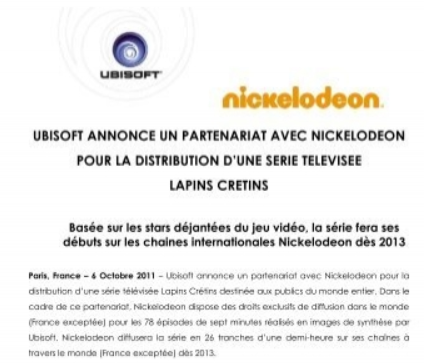 UBISOFT
nickelodeon
UBISOFT ANNONCE UN PARTENARIAT AVEC NICKELODEON
POUR LA DISTRIBUTION D'UNE SERIE TELEVISEE
LAPINS CRETINS
Basée sur les stars déjantées du jeu vidéo, la série fera ses
débuts sur les chaines internationales Nickelodeon dès 2013
Paris, France – 6 Octobre 2011 – Ubisoft annonce un partenariat avec Nickelodeon pour la
distribution d'une série télévisée Lapins Crétins destinée aux publics du monde entier. Dans le
cadre de ce partenariat, Nickelodeon dispose des droits exclusifs de diffusion dans le monde
(France exceptée) pour les 78 épisodes de sept minutes réalisés en images de synthèse par
Ubisoft. Nickelodeon diffusera la série en 26 tranches d'une demi-heure sur ses chaînes à
travers le monde (France exceptée) dès 2013.